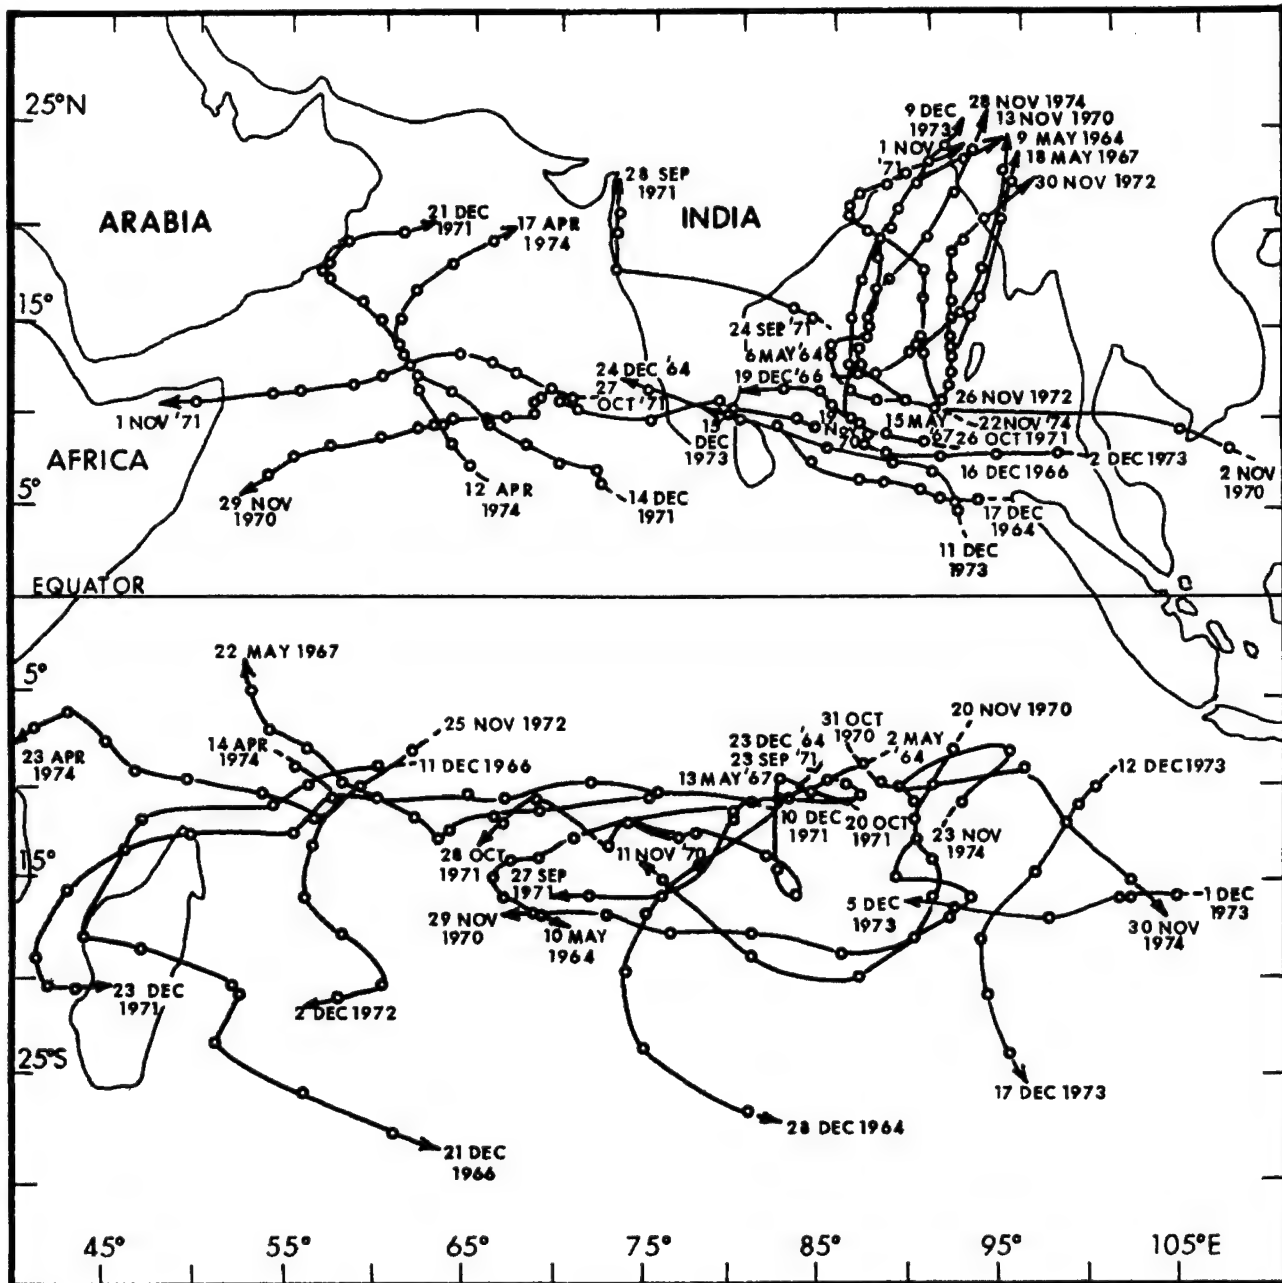 25°N
9 DEC
1973
28 NOV 1974
13 NOV 1970
1 NOV
'71
9 MAY 1964
18 MAY 1967
30 NOV 1972
28 SEP
1971
ARABIA
INDIA
21 DEC
1971
17 APR
1974
15°
24 SEP '71
6 MAY '64
24 DEC '64
19 DEC '66
27
OCT '71
1 NOV '71
26 NOV 1972
15 MAY
'67
22 NOV '74
26 OCT 1971
NOV
70
15
DEC
1973
AFRICA
16 DEC 1966
2 DEC 1973
2 NOV
1970
5°
29 NOV
1970
12 APR
1974
14 DEC
1971
17 DEC
1964
11 DEC
1973
EQUATOR
22 MAY 1967
5°
25 NOV 1972
31 OCT
1970
20 NOV 1970
14 APR
1974
23 DEC '64
23 SEP '71
2 MAY
'64
23 APR
1974
11 DEC 1966
13 MAY '67
12 DEC 1973
10 DEC
1971
20 OCT
1971
23 NOV
1974
15°
28 OCT
1971
11 NOV '70
27 SEP
1971
5 DEC
1973
1 DEC
1973
29 NOV
1970
10 MAY
1964
30 NOV
1974
23 DEC
1971
2 DEC 1972
25°S
17 DEC 1973
28 DEC 1964
21 DEC
1966
45°
55°
65°
75°
85°
95°
105°E